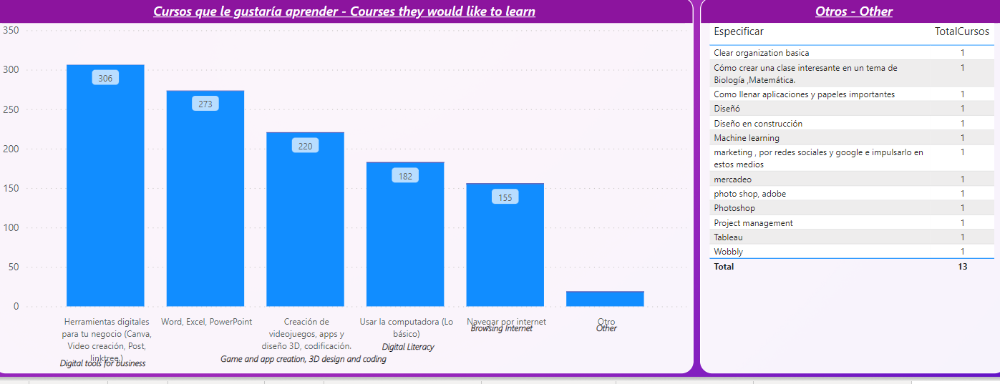 Cursos que le gustaría aprender - Courses they would like to learn
350
300
250
200
150
100
50
0
306
273
220
182
155
Herramientas digitales
para tu negocio (Canva,
Video creación, Post,
linktree.)
Digital tools for business
Word, Excel, PowerPoint
Creación de
videojuegos, apps y
diseño 3D, codificación.
Game and app creation, 3D design and coding
Usar la computadora (Lo
básico)
Digital Literacy
Navegar por internet
Browsing Internet
Otro
Other
Otros - Other
Especificar TotalCursos
Clear organization basica 1
Cómo crear una clase interesante en un tema de 1
Biología ,Matemática.
Como llenar aplicaciones y papeles importantes 1
Diseñó 1
Diseño en construcción 1
Machine learning 1
marketing , por redes sociales y google e impulsarlo en 1
estos medios
mercadeo 1
photo shop, adobe 1
Photoshop 1
Project management 1
Tableau 1
Wobbly 1
Total 13